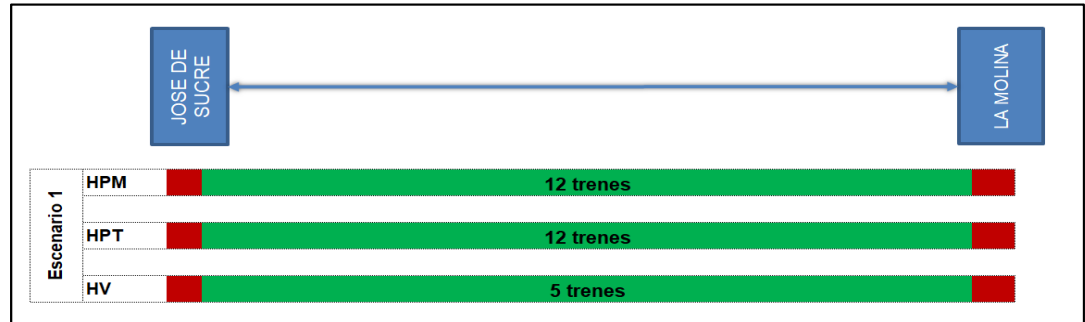 JOSE DE
SUCRE
LA MOLINA
Escenario 1
HPM
12 trenes
HPT
12 trenes
HV
5 trenes